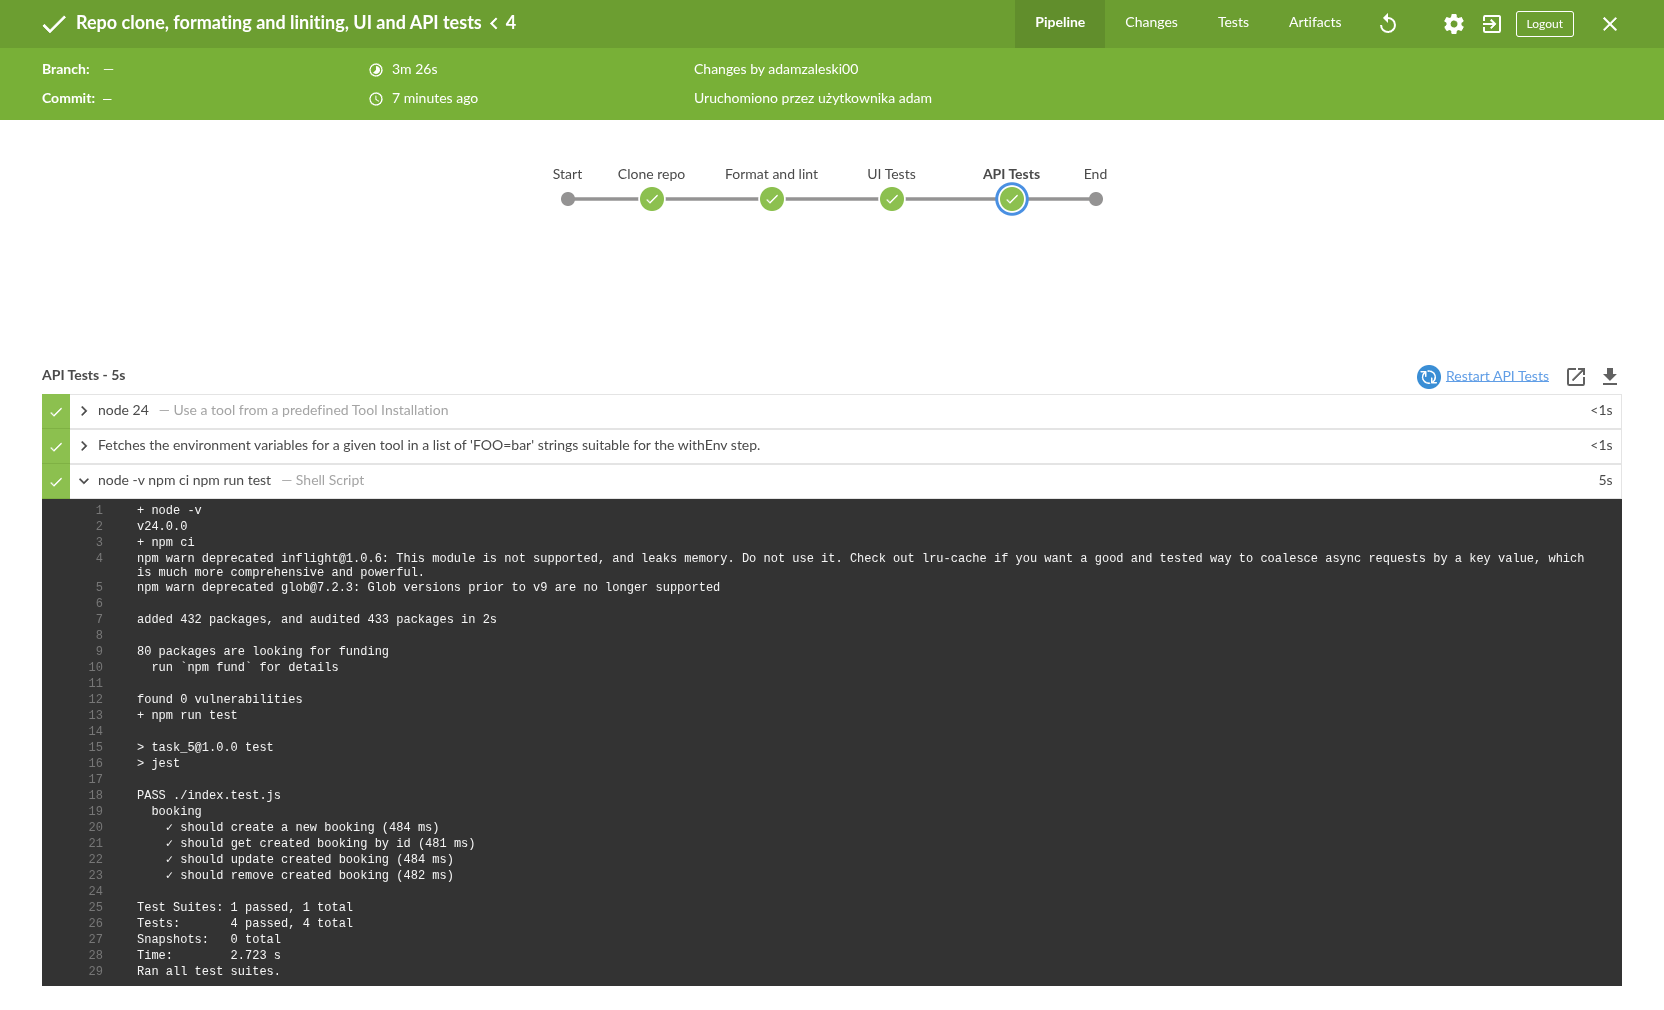 Repo clone, formating and liniting, UI and API tests < 4
Pipeline
Changes
Tests
Artifacts
Logout
Branch: —
3m 26s
Changes by adamzaleski00
Commit: —
7 minutes ago
Uruchomiono przez użytkownika adam
Start
Clone repo
Format and lint
UI Tests
API Tests
End
API Tests - 5s
Restart API Tests
node 24 — Use a tool from a predefined Tool Installation
<1s
Fetches the environment variables for a given tool in a list of 'FOO=bar' strings suitable for the withEnv step.
<1s
node -v npm ci npm run test — Shell Script
5s
1 + node -v
2 v24.0.0
3 + npm ci
4 npm warn deprecated inflight@1.0.6: This module is not supported, and leaks memory. Do not use it. Check out lru-cache if you want a good and tested way to coalesce async requests by a key value, which
is much more comprehensive and powerful.
5 npm warn deprecated glob@7.2.3: Glob versions prior to v9 are no longer supported
6
7 added 432 packages, and audited 433 packages in 2s
8
9 80 packages are looking for funding
10 run `npm fund` for details
11
12 found 0 vulnerabilities
13 + npm run test
14
15 > task_5@1.0.0 test
16 > jest
17
18 PASS ./index.test.js
19 booking
20 ✓ should create a new booking (484 ms)
21 ✓ should get created booking by id (481 ms)
22 ✓ should update created booking (484 ms)
23 ✓ should remove created booking (482 ms)
24
25 Test Suites: 1 passed, 1 total
26 Tests: 4 passed, 4 total
27 Snapshots: 0 total
28 Time: 2.723 s
29 Ran all test suites.